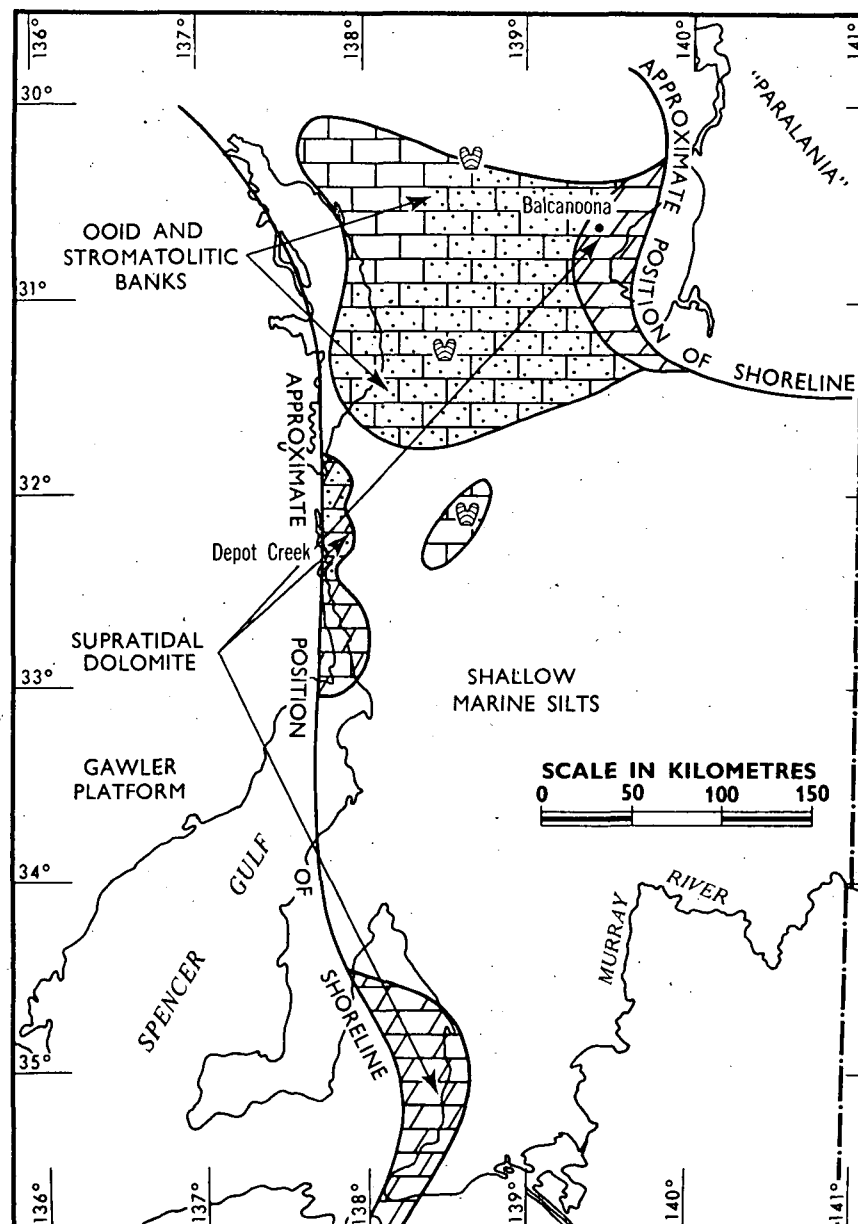 136°
137°
138°
139°
140°
141°
30°
31°
32°
33°
34°
35°
APPROXIMATE POSITION OF SHORELINE
"PARALANIA"
Balcanoona
OOID AND
STROMATOLITIC
BANKS
APPROXIMATE POSITION OF SHORELINE
Depot Creek
SUPRATIDAL
DOLOMITE
SHALLOW
MARINE SILTS
GAWLER
PLATFORM
SCALE IN KILOMETRES
0 50 100 150
SPENCER GULF
MURRAY RIVER
136°
137°
138°
139°
140°
141°